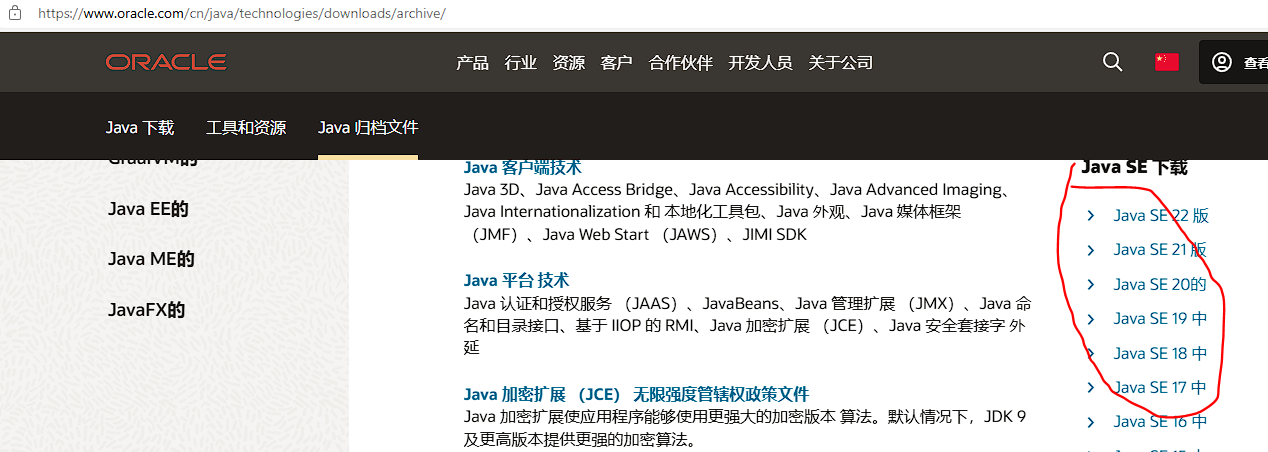 https://www.oracle.com/cn/java/technologies/downloads/archive/
ORACLE
产品 行业 资源 客户 合作伙伴 开发人员 关于公司
查看
Java 下载 工具和资源 Java 归档文件
GraalVM的
Java EE的
Java ME的
JavaFX的
Java 客户端技术
Java 3D、Java Access Bridge、Java Accessibility、Java Advanced Imaging、
Java Internationalization 和 本地化工具包、Java 外观、Java 媒体框架
（JMF）、Java Web Start （JAWS）、JIMI SDK
Java 平台 技术
Java 认证和授权服务 （JAAS）、JavaBeans、Java 管理扩展 （JMX）、Java 命
名和目录接口、基于 IIOP 的 RMI、Java 加密扩展 （JCE）、Java 安全套接字 外
延
Java 加密扩展 （JCE） 无限强度管辖权政策文件
Java 加密扩展使应用程序能够使用更强大的加密版本 算法。默认情况下，JDK 9
及更高版本提供更强的加密算法。
Java SE 下载
Java SE 22 版
Java SE 21 版
Java SE 20的
Java SE 19 中
Java SE 18 中
Java SE 17 中
Java SE 16 中